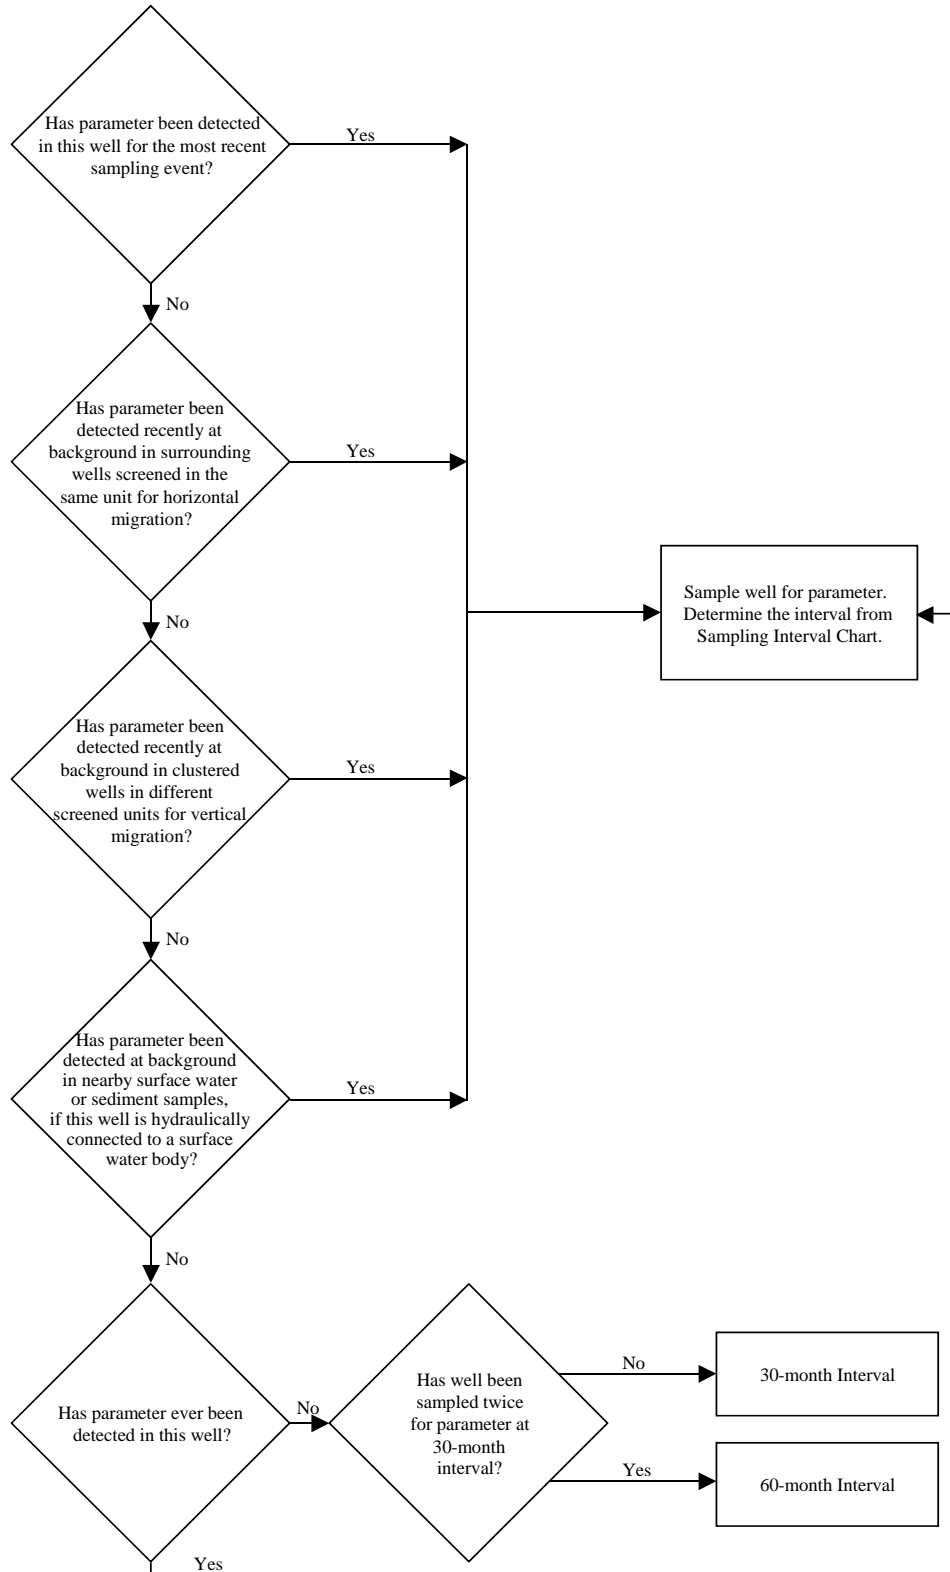 Has parameter been detected
in this well for the most recent
sampling event?
Yes
No
Has parameter been
detected recently at
background in surrounding
wells screened in the
same unit for horizontal
migration?
Yes
No
Sample well for parameter.
Determine the interval from
Sampling Interval Chart.
Has parameter been
detected recently at
background in clustered
wells in different
screened units for vertical
migration?
Yes
No
Has parameter been
detected at background
in nearby surface water
or sediment samples,
if this well is hydraulically
connected to a surface
water body?
Yes
No
Has parameter ever been
detected in this well?
No
Yes
Has well been
sampled twice
for parameter at
30-month
interval?
No
30-month Interval
Yes
60-month Interval